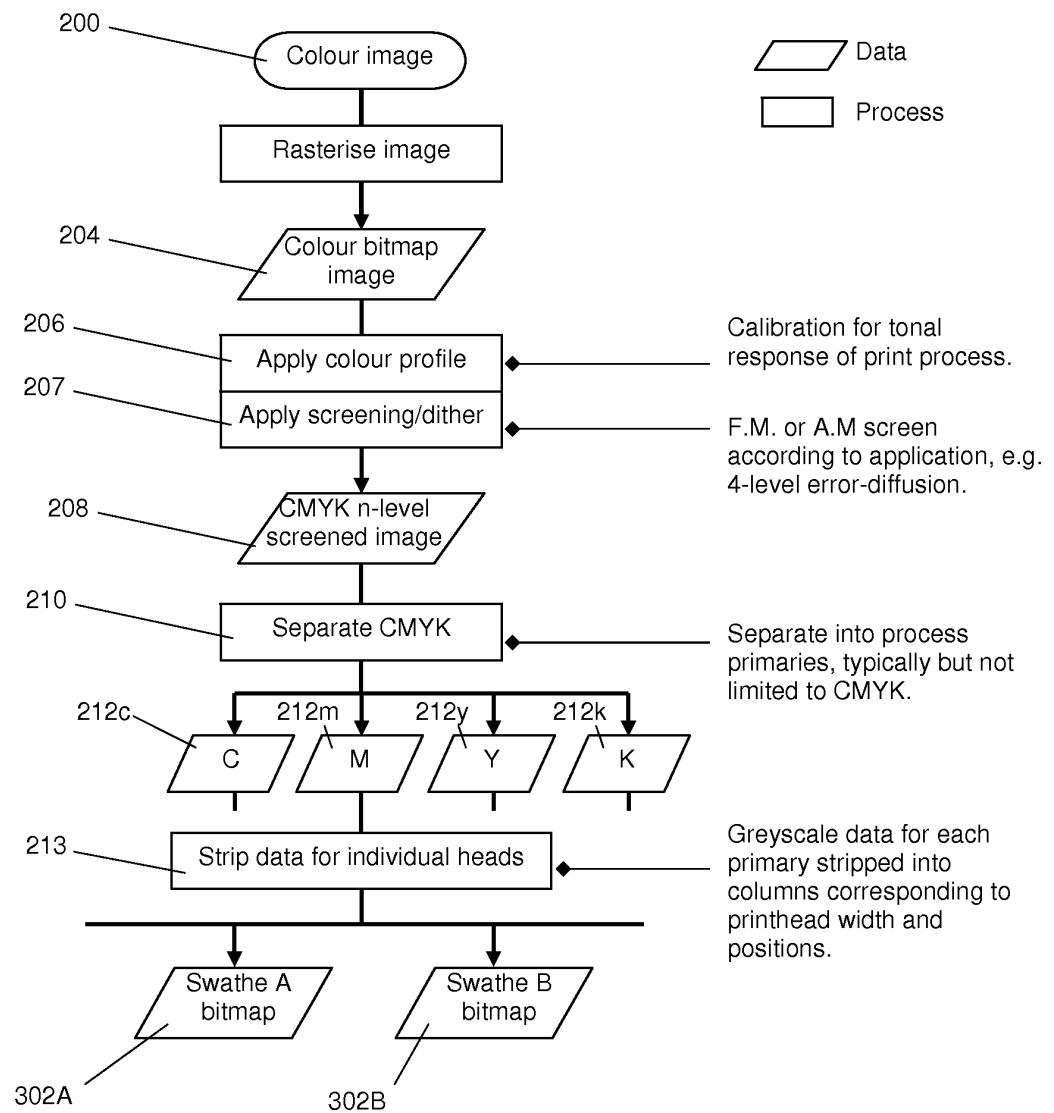 200
Colour image
Data
Process
Rasterise image
204
Colour bitmap
image
206
Apply colour profile
Calibration for tonal
response of print process.
207
Apply screening/dither
F.M. or A.M screen
according to application, e.g.
4-level error-diffusion.
208
CMYK n-level
screened image
210
Separate CMYK
Separate into process
primaries, typically but not
limited to CMYK.
212c
212m
212y
212k
C
M
Y
K
213
Strip data for individual heads
Greyscale data for each
primary stripped into
columns corresponding to
printhead width and
positions.
Swathe A
bitmap
Swathe B
bitmap
302A
302B